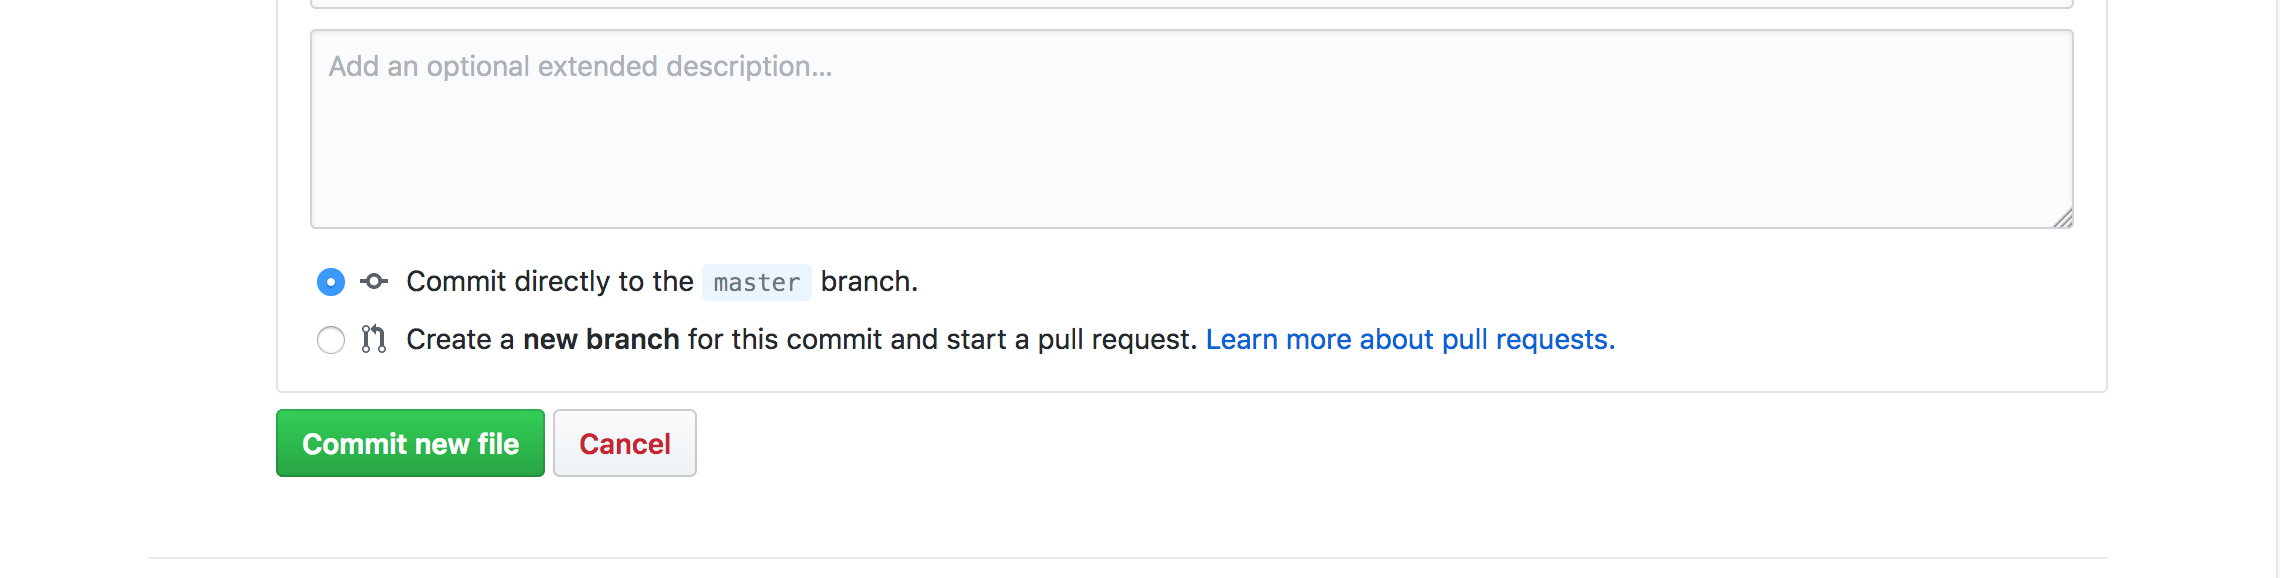 Add an optional extended description...
Commit directly to the master branch.
Create a new branch for this commit and start a pull request. Learn more about pull requests.
Commit new file Cancel